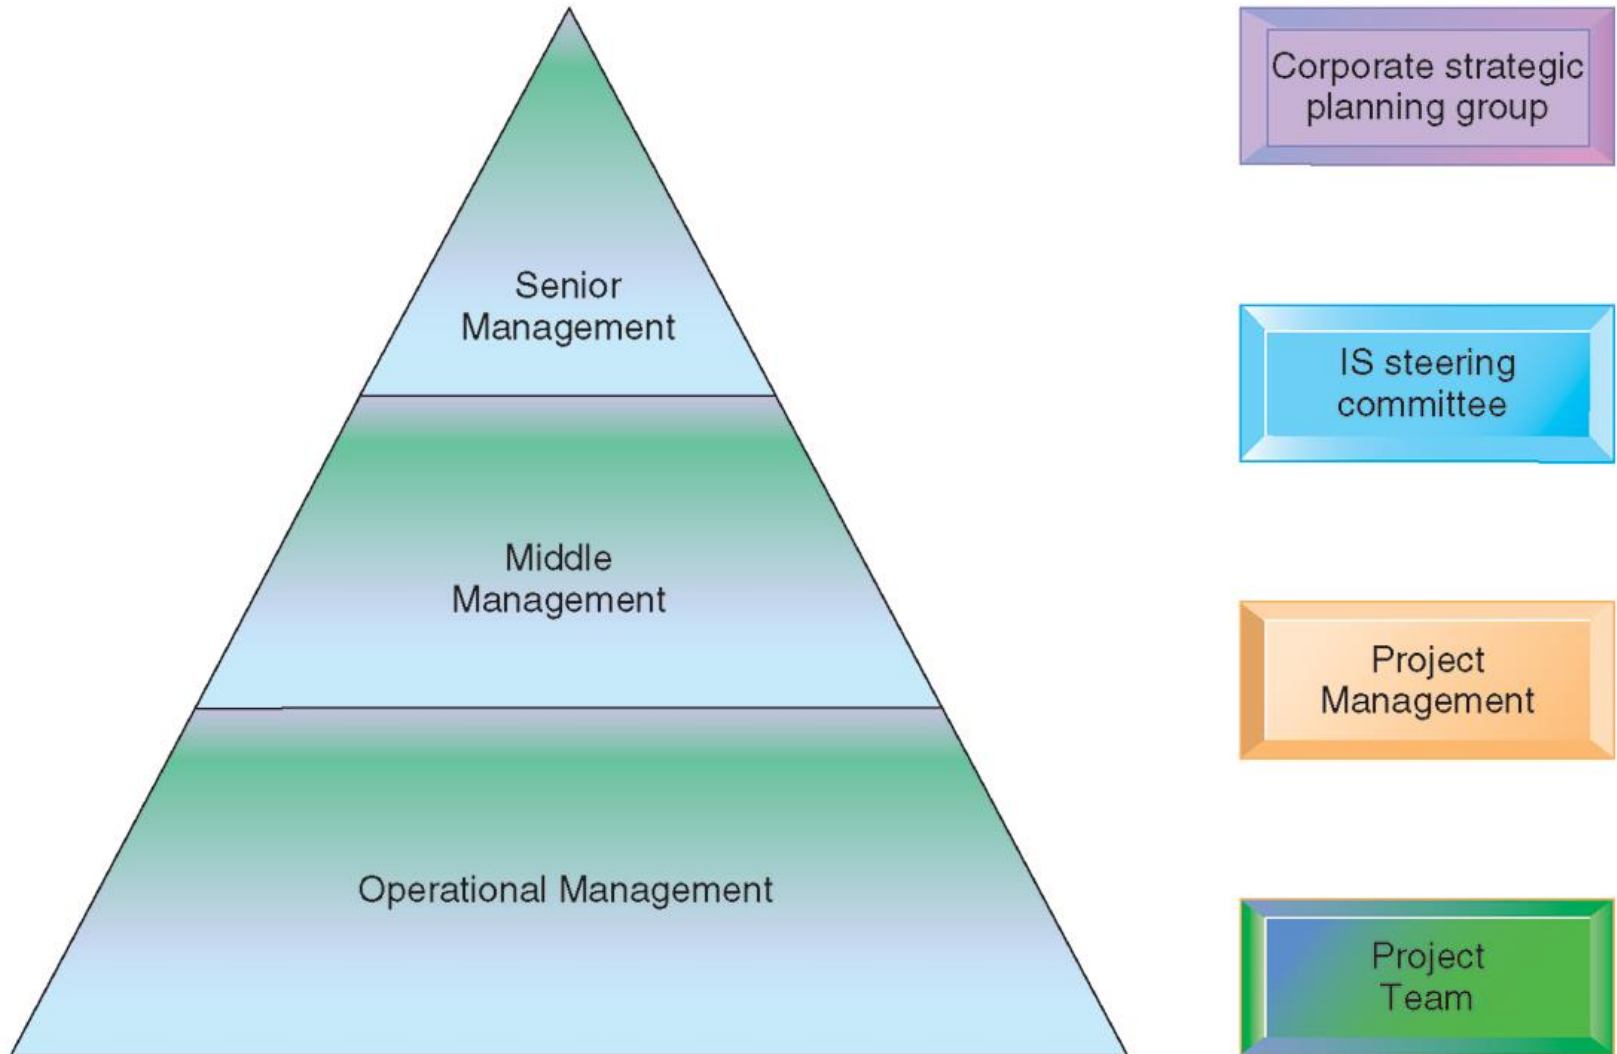 Senior
Management
Middle
Management
Operational Management
Corporate strategic
planning group
IS steering
committee
Project
Management
Project
Team